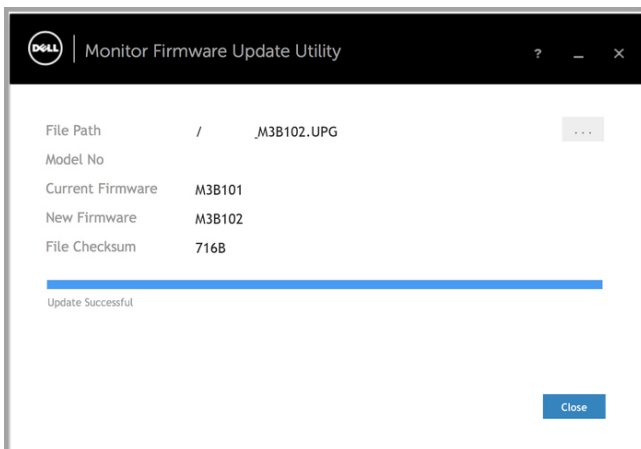 DELL Monitor Firmware Update Utility ? _ ×
File Path / _M3B102.UPG ...
Model No
Current Firmware M3B101
New Firmware M3B102
File Checksum 716B
Update Successful
Close